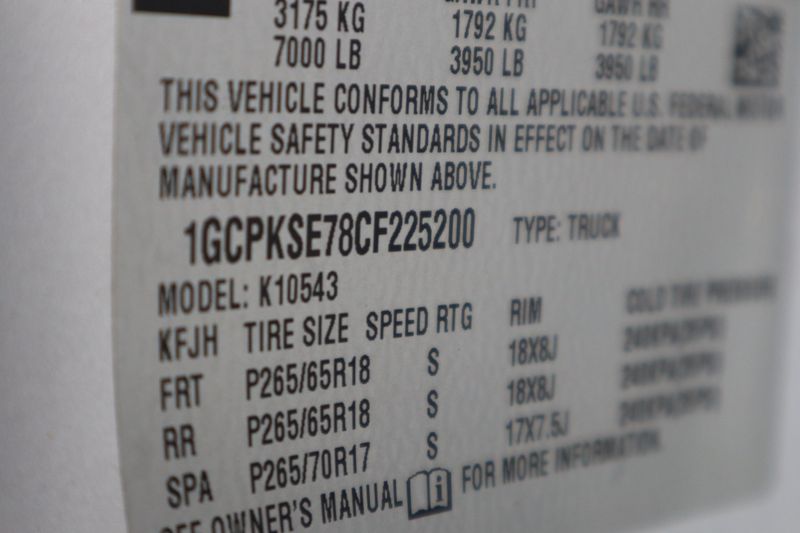 3175 KG 1792 KG 1792 KG
7000 LB 3950 LB 3950 LB
THIS VEHICLE CONFORMS TO ALL APPLICABLE U.S. FEDERAL MOTOR
VEHICLE SAFETY STANDARDS IN EFFECT ON THE DATE OF
MANUFACTURE SHOWN ABOVE.
1GCPKSE78CF225200 TYPE: TRUCK
MODEL: K10543
KFJH TIRE SIZE SPEED RTG RIM COLD TIRE PRESSURE
FRT P265/65R18 S 18X8J
RR P265/65R18 S 18X8J
SPA P265/70R17 S 17X7.5J
SEE OWNER'S MANUAL FOR MORE INFORMATION.